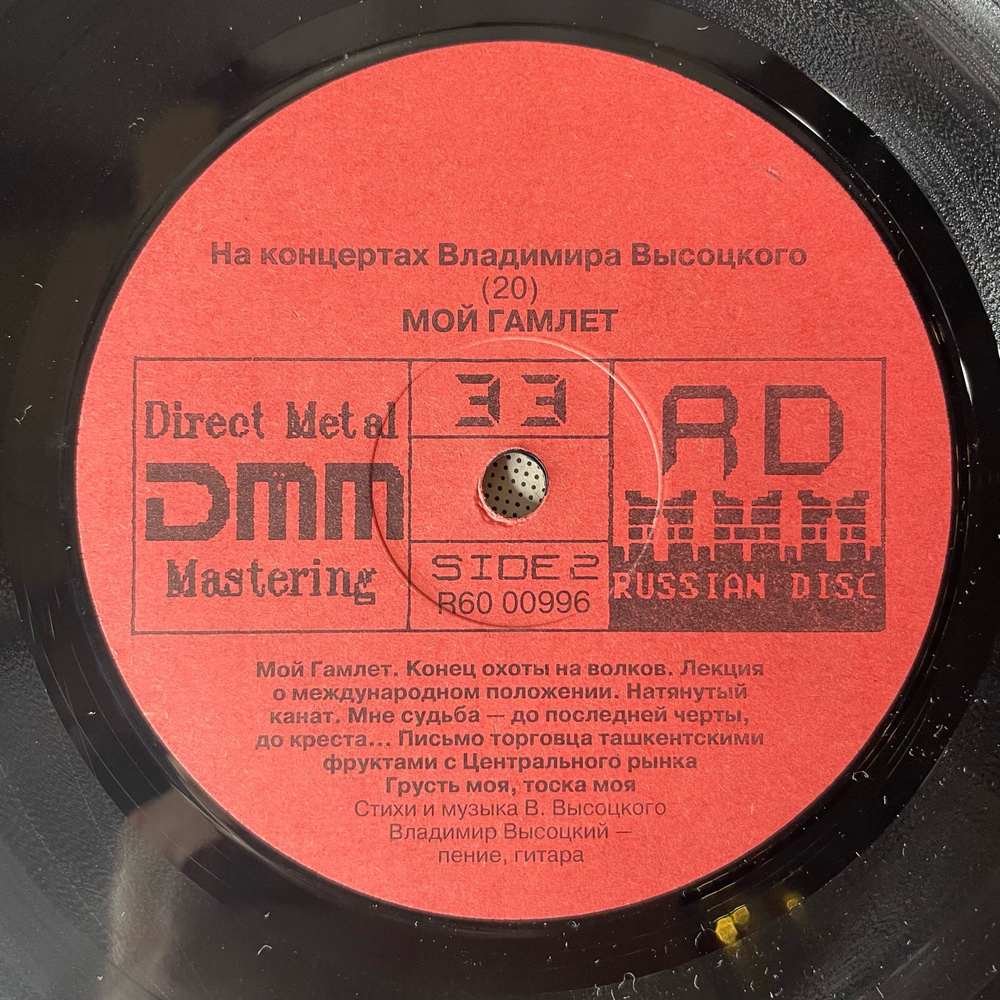 На концертах Владимира Высоцкого
(20)
МОЙ ГАМЛЕТ
Direct Metal
DMM
Mastering
33
SIDE 2
R60 00996
RD
RUSSIAN DISC
Мой Гамлет. Конец охоты на волков. Лекция
о международном положении. Натянутый
канат. Мне судьба — до последней черты,
до креста... Письмо торговца ташкентскими
фруктами с Центрального рынка
Грусть моя, тоска моя
Стихи и музыка В. Высоцкого
Владимир Высоцкий —
пение, гитара